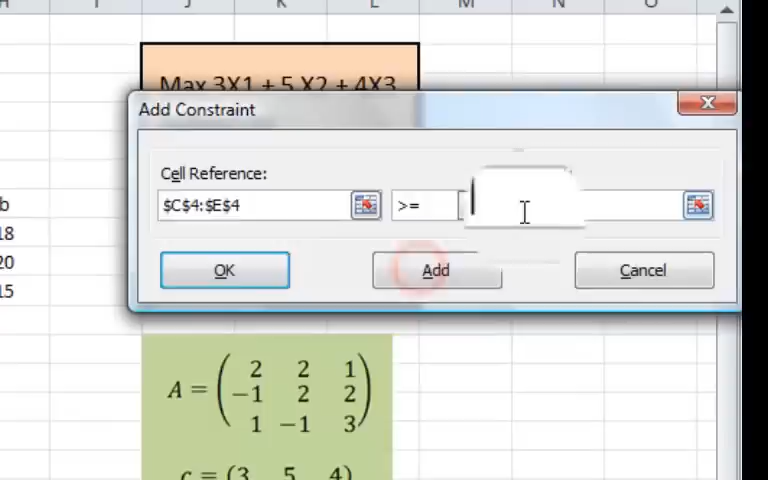 J K L M N O
Max 3X1 + 5 X2 + 4X3
Add Constraint
Cell Reference:
b
$C$4:$E$4 >=
18
20
15
OK Add Cancel
2 2 1
A = −1 2 2
1 −1 3
c = (3 5 4)